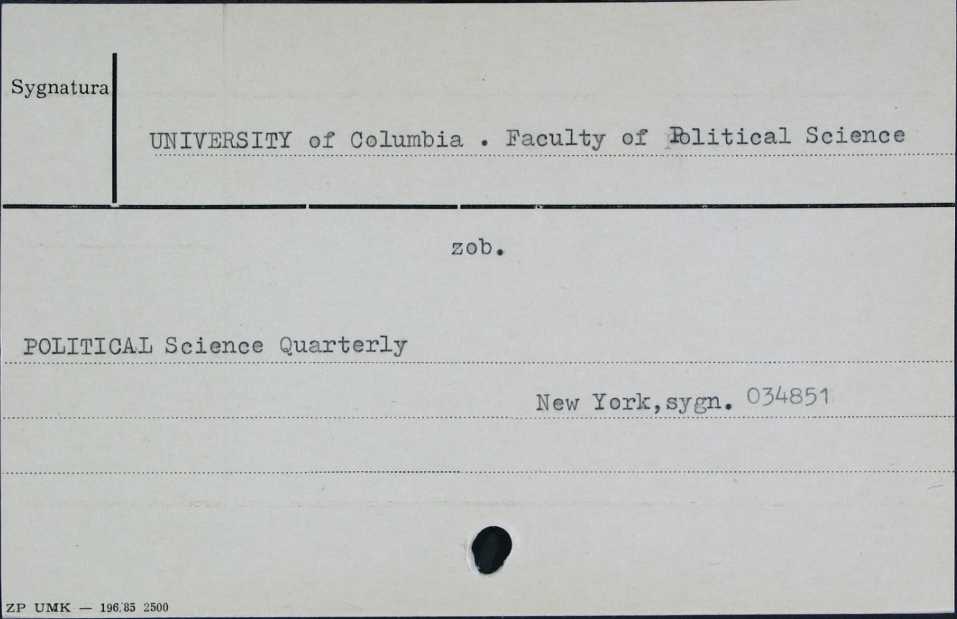 Sygnatura
UNIVERSITY of Columbia . Faculty of Political Science
zob.
POLITICAL Science Quarterly
New York,sygn. 034851
ZP UMK — 196/85 2500